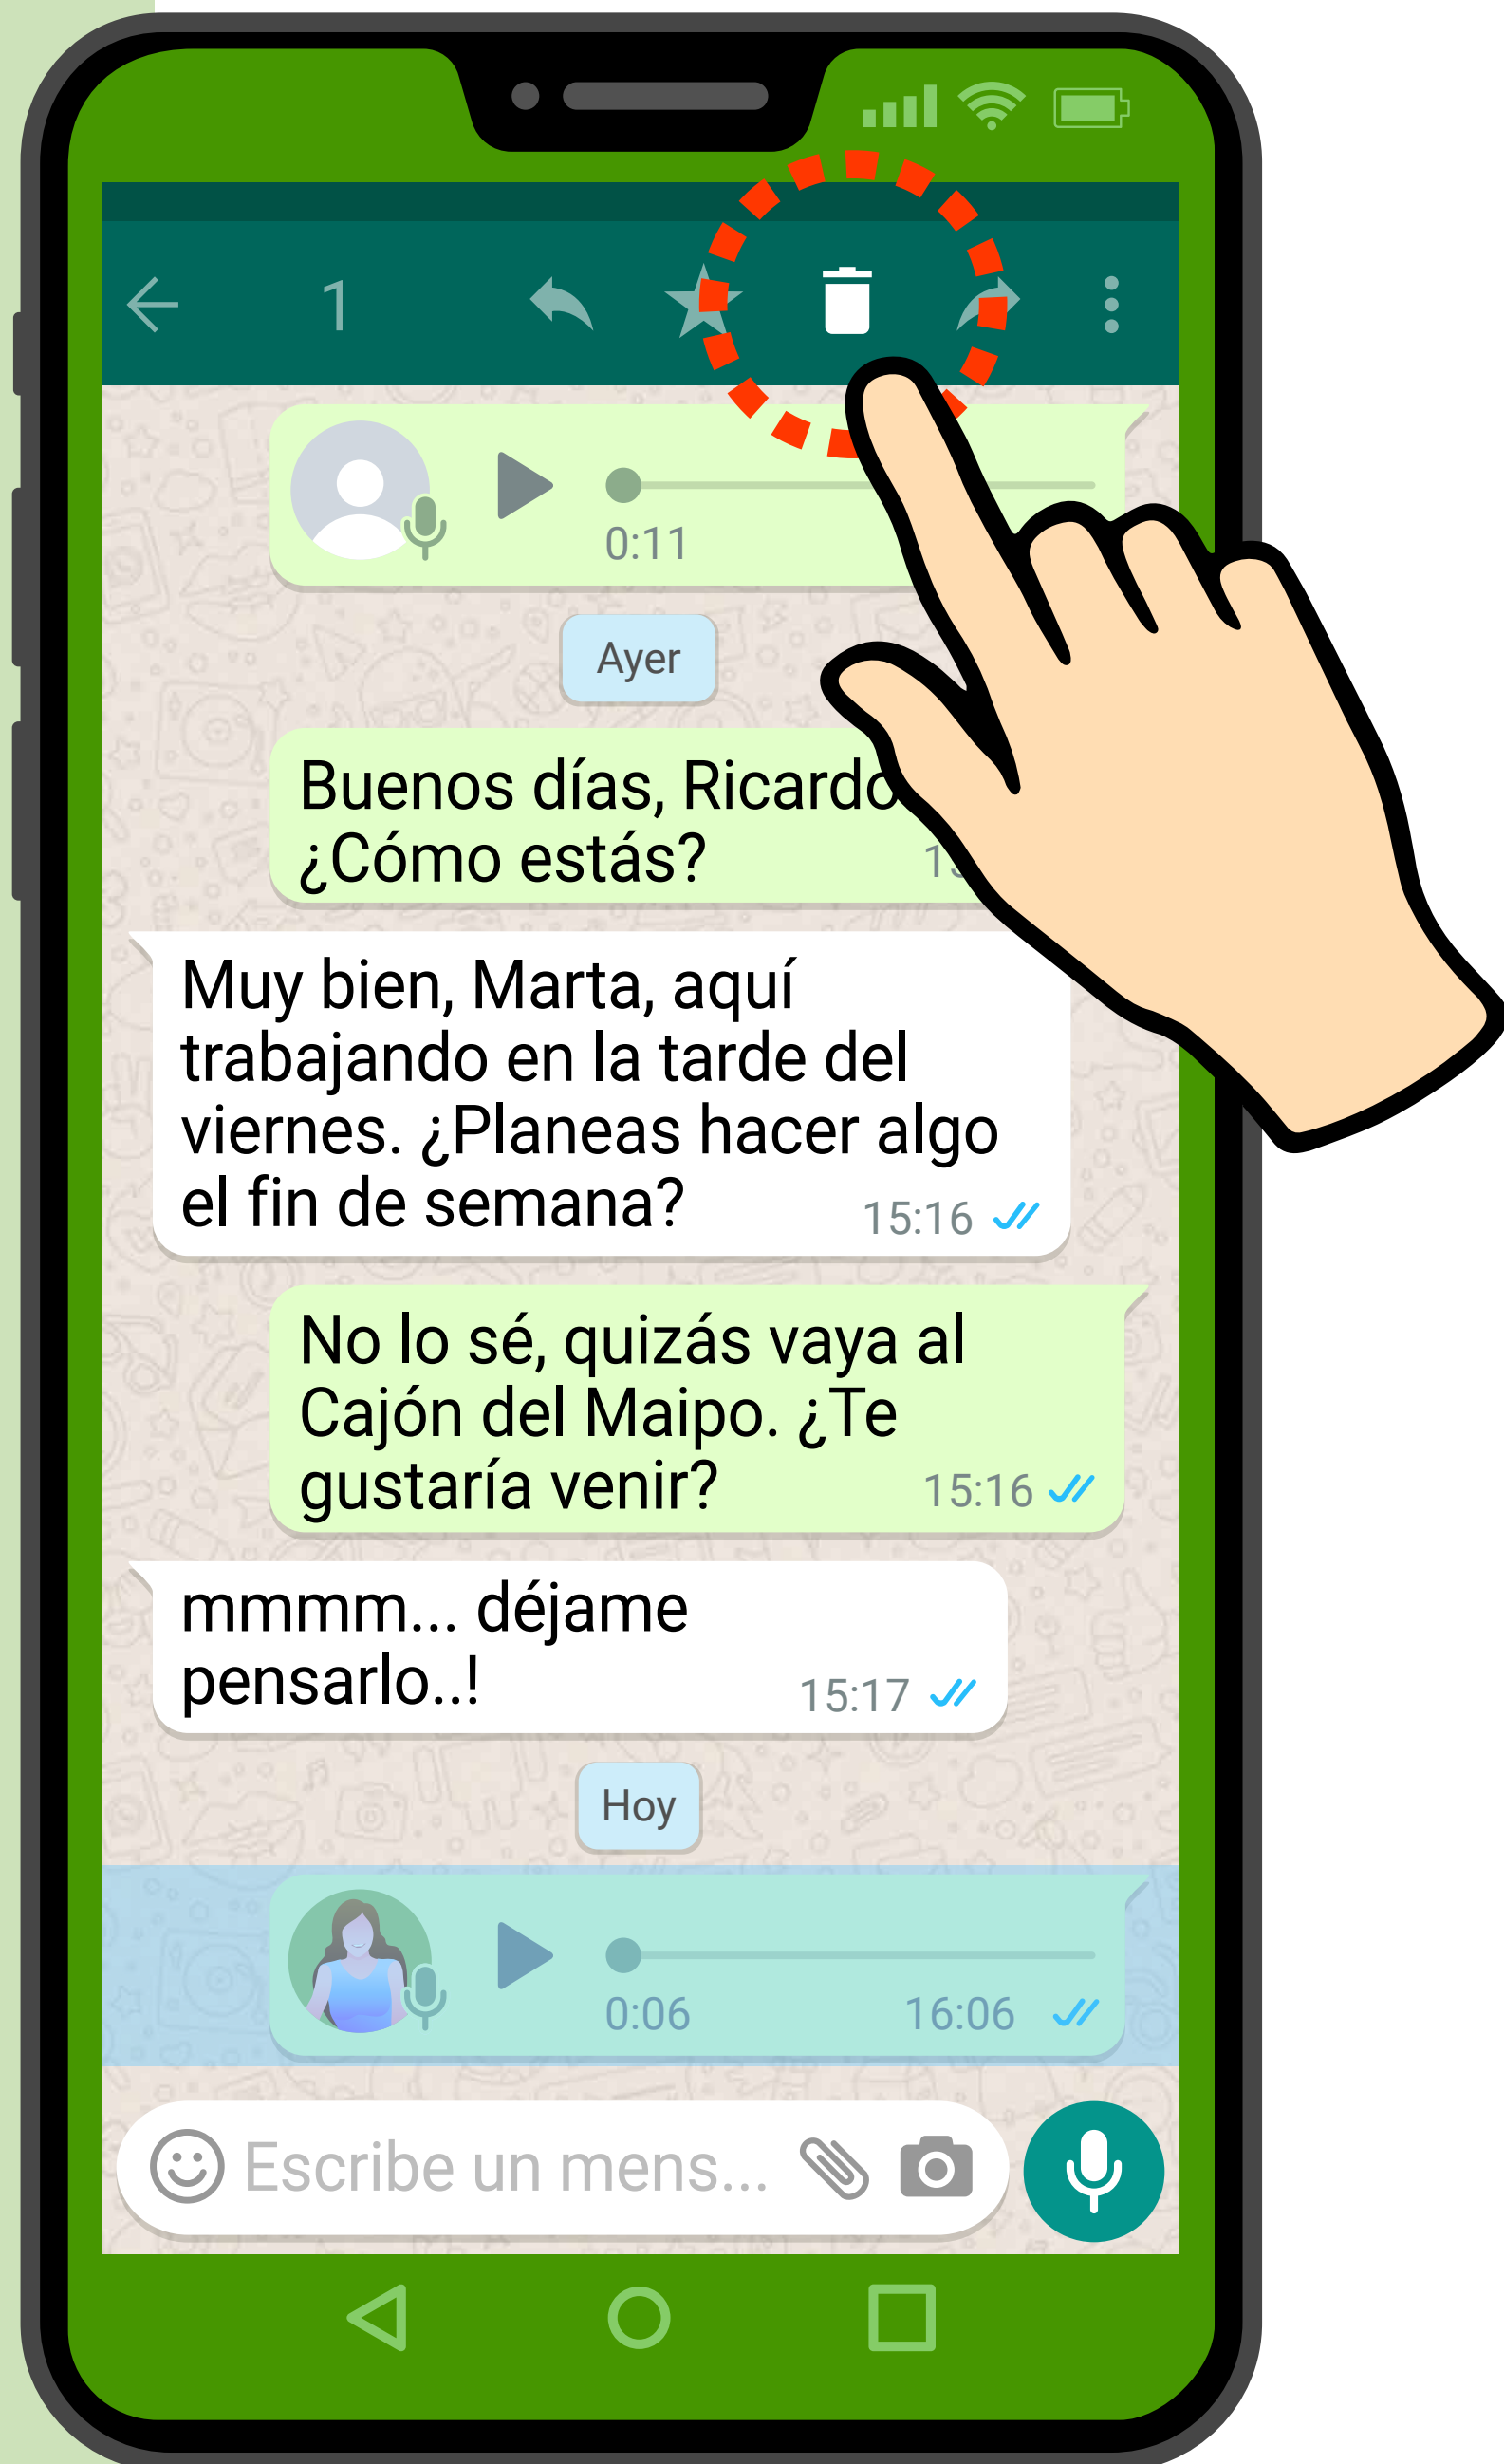 1
0:11
Ayer
Buenos días, Ricardo
¿Cómo estás?
Muy bien, Marta, aquí
trabajando en la tarde del
viernes. ¿Planeas hacer algo
el fin de semana?
15:16
No lo sé, quizás vaya al
Cajón del Maipo. ¿Te
gustaría venir?
15:16
mmmm... déjame
pensarlo..!
15:17
Hoy
0:06 16:06
Escribe un mens...